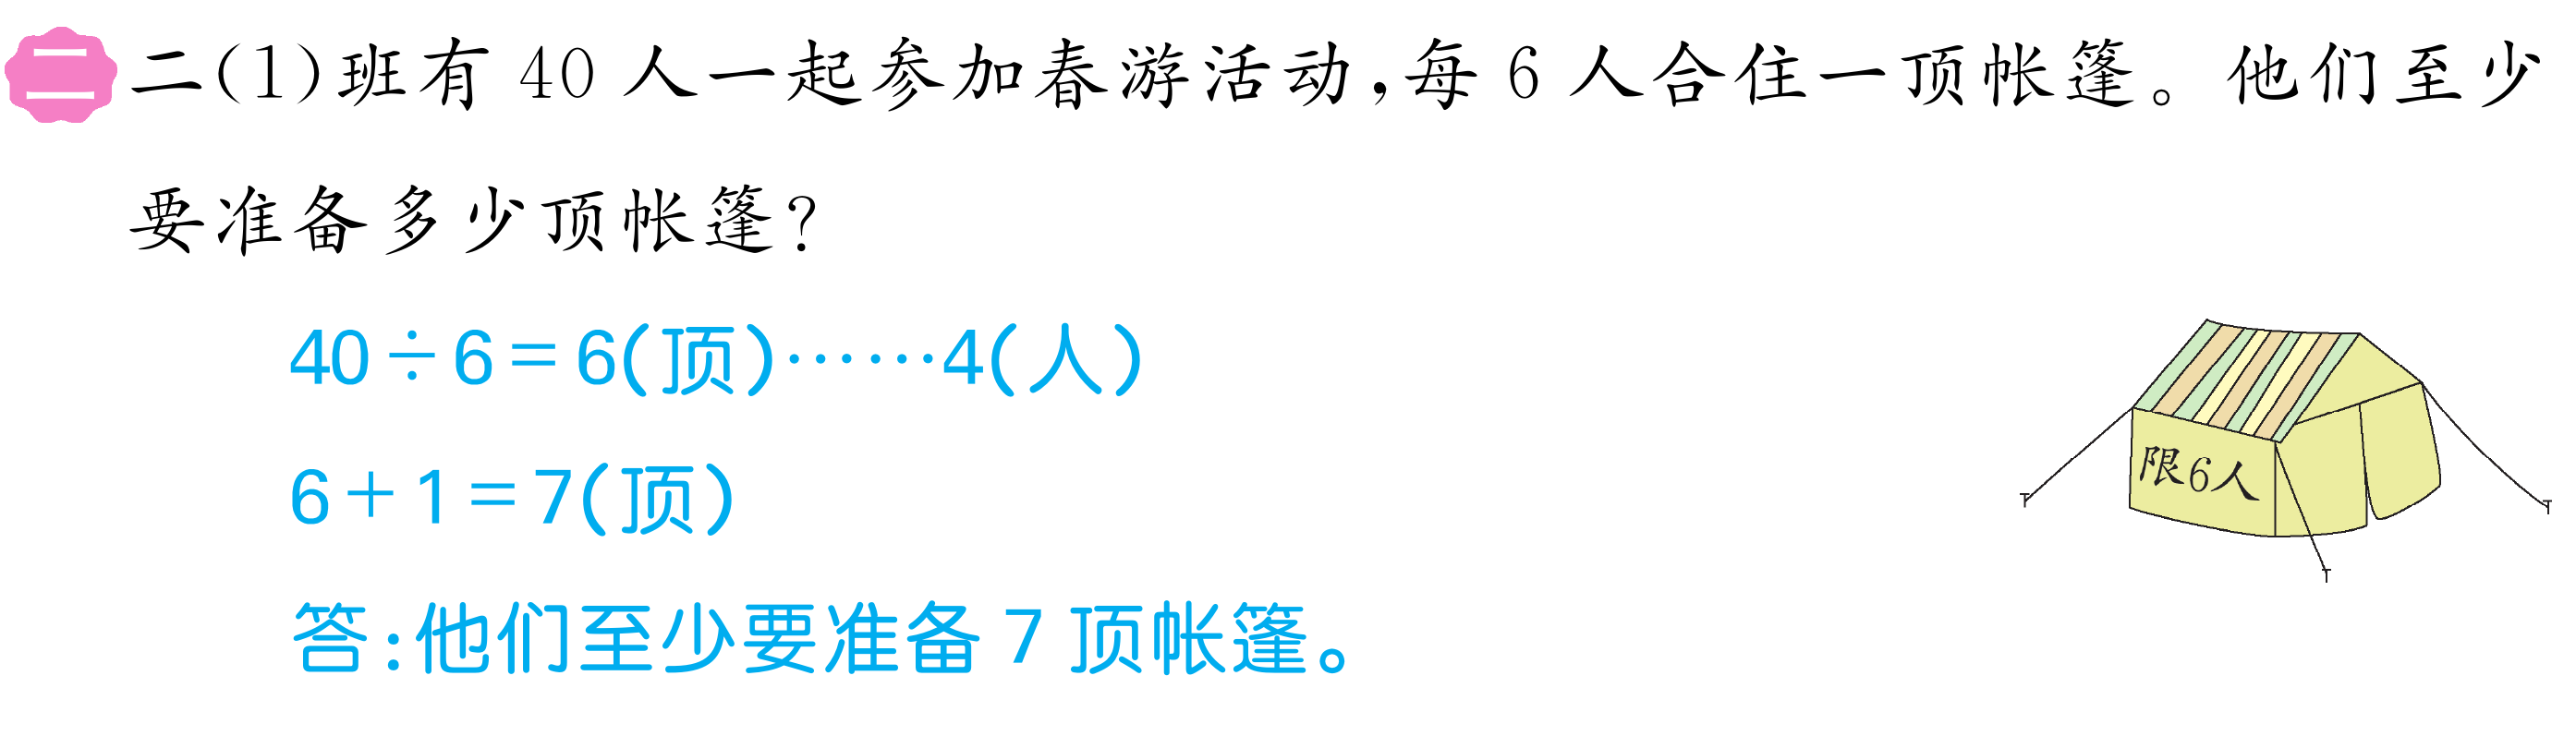 二 二(1)班有 40 人一起参加春游活动,每 6 人合住一顶帐篷。他们至少
要准备多少顶帐篷?
40÷6=6(顶)……4(人)
6+1=7(顶)
限6人
答:他们至少要准备 7 顶帐篷。